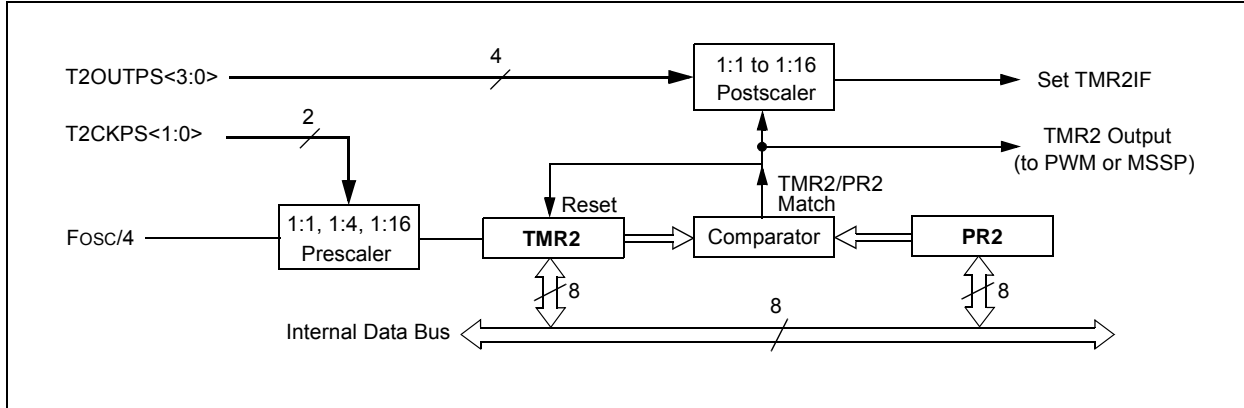 4
1:1 to 1:16
T2OUTPS<3:0>
Set TMR2IF
Postscaler
2
T2CKPS<1:0>
TMR2 Output
(to PWM or MSSP)
TMR2/PR2
Match
Reset
1:1, 1:4, 1:16
Prescaler
FOSC/4
TMR2
Comparator
PR2
8
8
8
Internal Data Bus